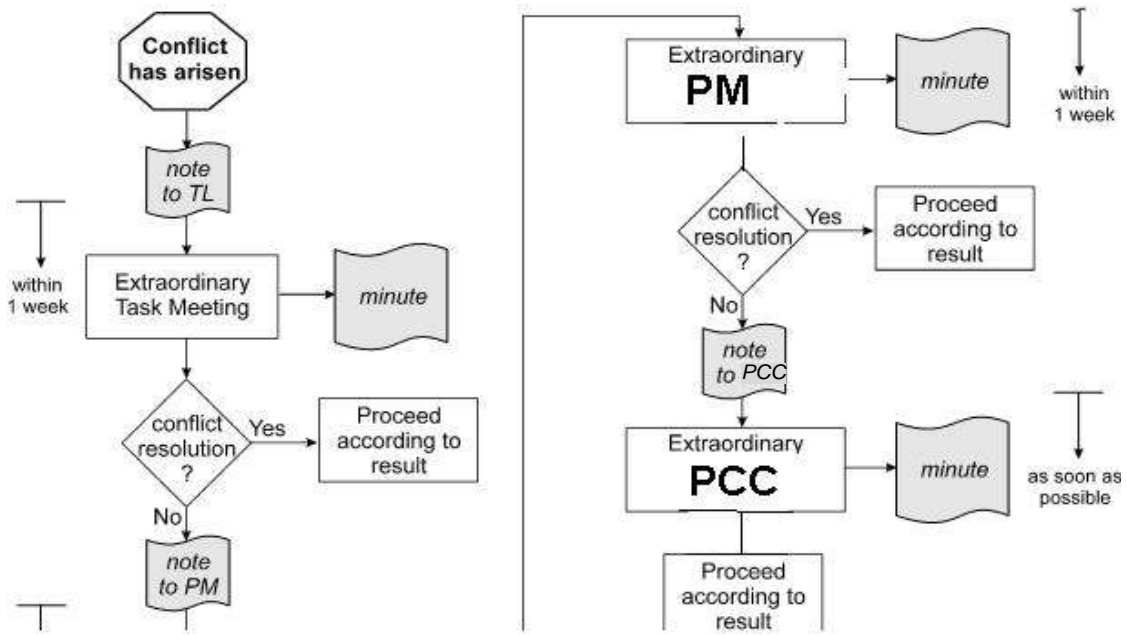 Conflict
has arisen
note
to TL
within
1 week
Extraordinary
Task Meeting
minute
conflict
resolution
?
Yes
Proceed
according to
result
No
note
to PM
Extraordinary
PM
minute
within
1 week
conflict
resolution
?
Yes
Proceed
according to
result
No
note
to PCC
Extraordinary
PCC
minute
as soon as
possible
Proceed
according to
result